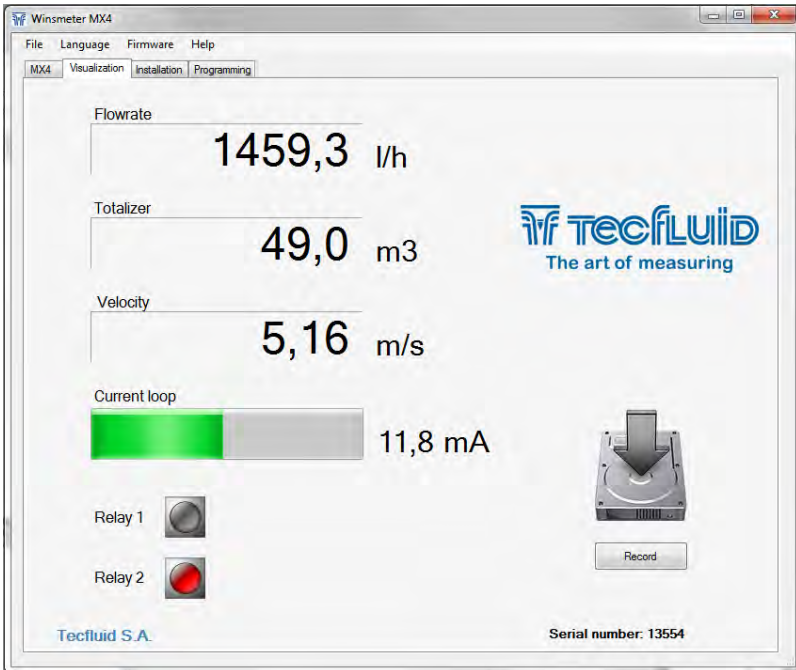 Winsmeter MX4
File Language Firmware Help
MX4 Visualization Installation Programming
Flowrate
1459,3 l/h
Totalizer
49,0 m3
TECFLUID
The art of measuring
Velocity
5,16 m/s
Current loop
11,8 mA
Relay 1
Record
Relay 2
Tecfluid S.A.
Serial number: 13554